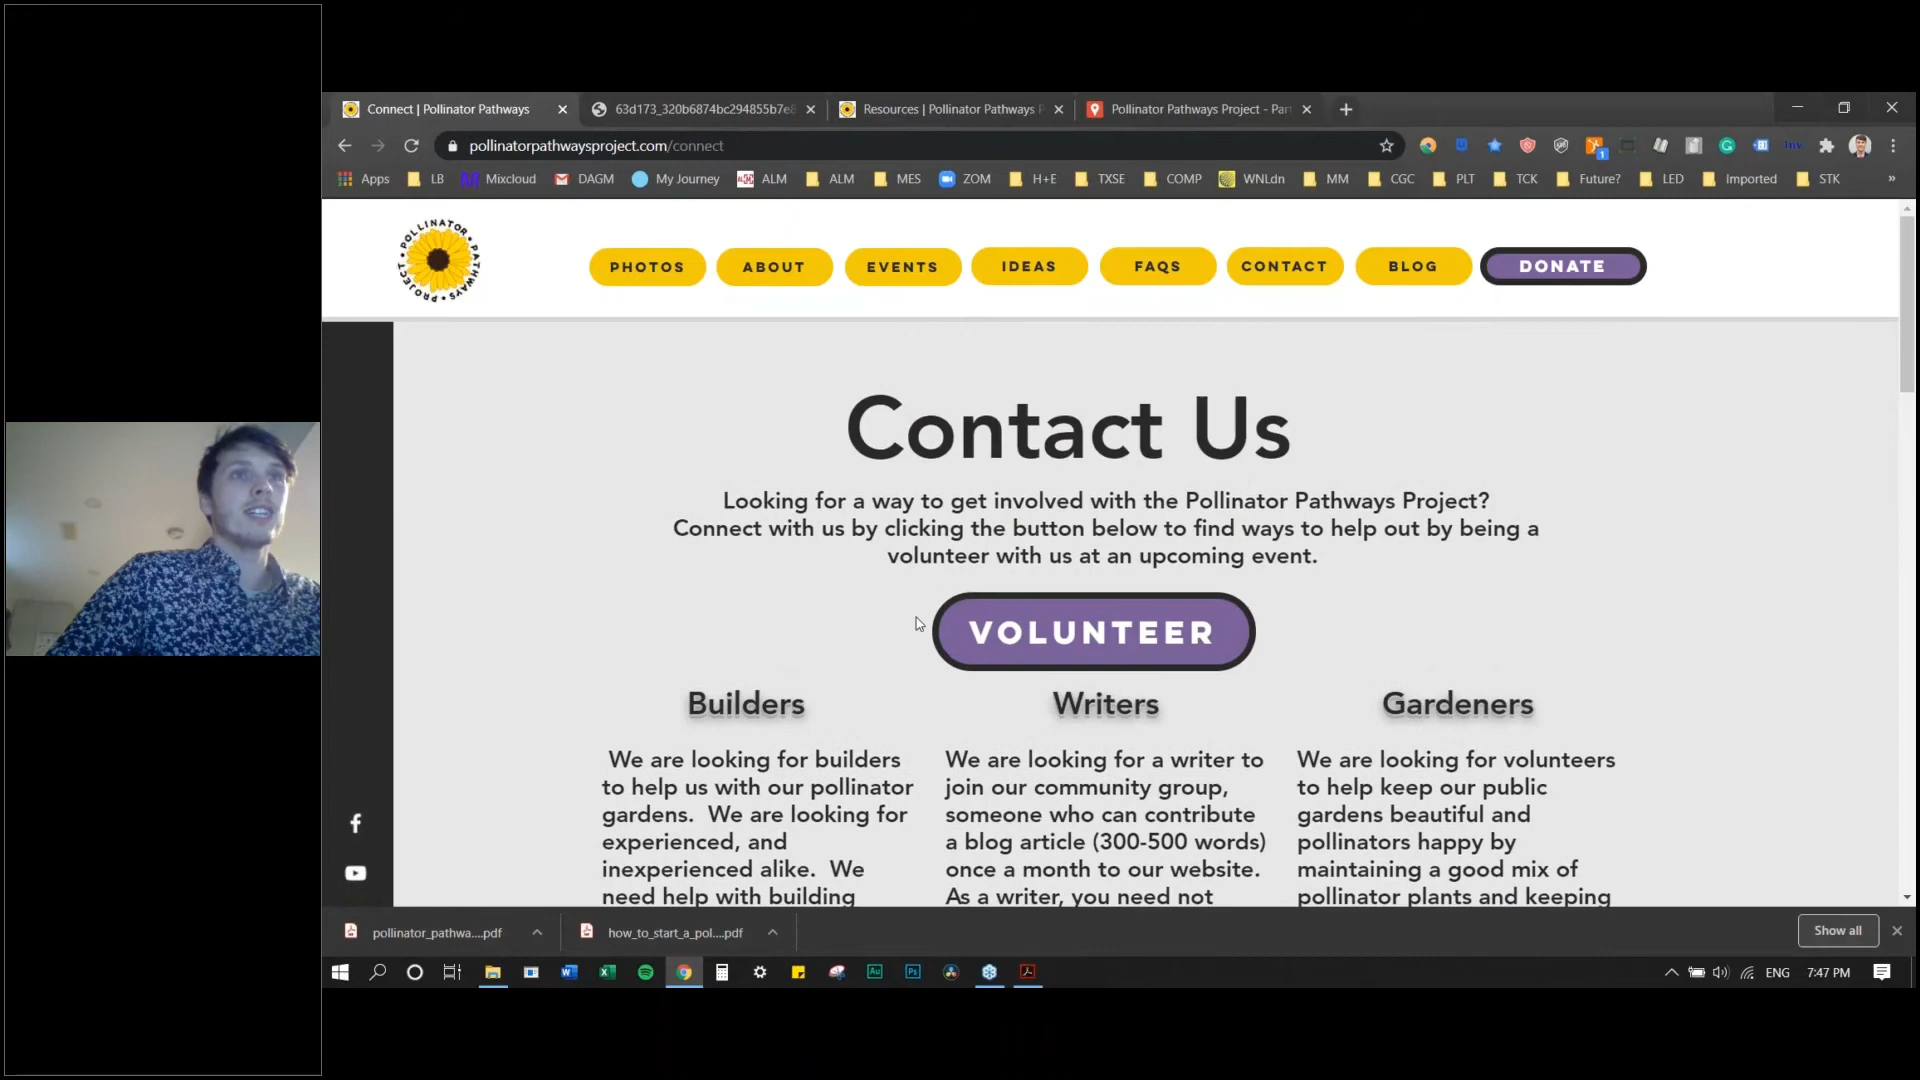 Connect | Pollinator Pathways
63d173_320b6874bc294855b7e8
Resources | Pollinator Pathways P
Pollinator Pathways Project - Part
pollinatorpathwaysproject.com/connect
1
Apps
LB
Mixcloud
DAGM
My Journey
ALM
ALM
MES
ZOM
H+E
TXSE
COMP
WNLdn
MM
CGC
PLT
TCK
Future?
LED
Imported
STK
»
POLLINATOR • PATHWAYS • PROJECT •
PHOTOS
ABOUT
EVENTS
IDEAS
FAQS
CONTACT
BLOG
DONATE
Contact Us
Looking for a way to get involved with the Pollinator Pathways Project?
Connect with us by clicking the button below to find ways to help out by being a
volunteer with us at an upcoming event.
VOLUNTEER
Builders
We are looking for builders
to help us with our pollinator
gardens. We are looking for
experienced, and
inexperienced alike. We
need help with building
Writers
We are looking for a writer to
join our community group,
someone who can contribute
a blog article (300-500 words)
once a month to our website.
As a writer, you need not
Gardeners
We are looking for volunteers
to help keep our public
gardens beautiful and
pollinators happy by
maintaining a good mix of
pollinator plants and keeping
pollinator_pathwa....pdf
how_to_start_a_pol....pdf
Show all
Au
Ps
ENG
7:47 PM